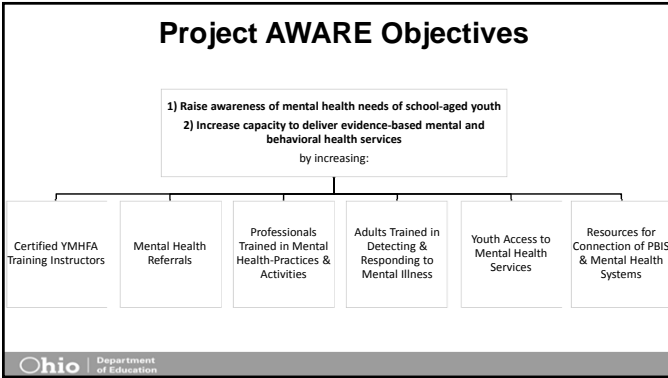 Project AWARE Objectives
1) Raise awareness of mental health needs of school-aged youth
2) Increase capacity to deliver evidence-based mental and
behavioral health services
by increasing:
Certified YMHFA
Training Instructors
Mental Health
Referrals
Professionals
Trained in Mental
Health-Practices &
Activities
Adults Trained in
Detecting &
Responding to
Mental Illness
Youth Access to
Mental Health
Services
Resources for
Connection of PBIS
& Mental Health
Systems
Ohio | Department
of Education